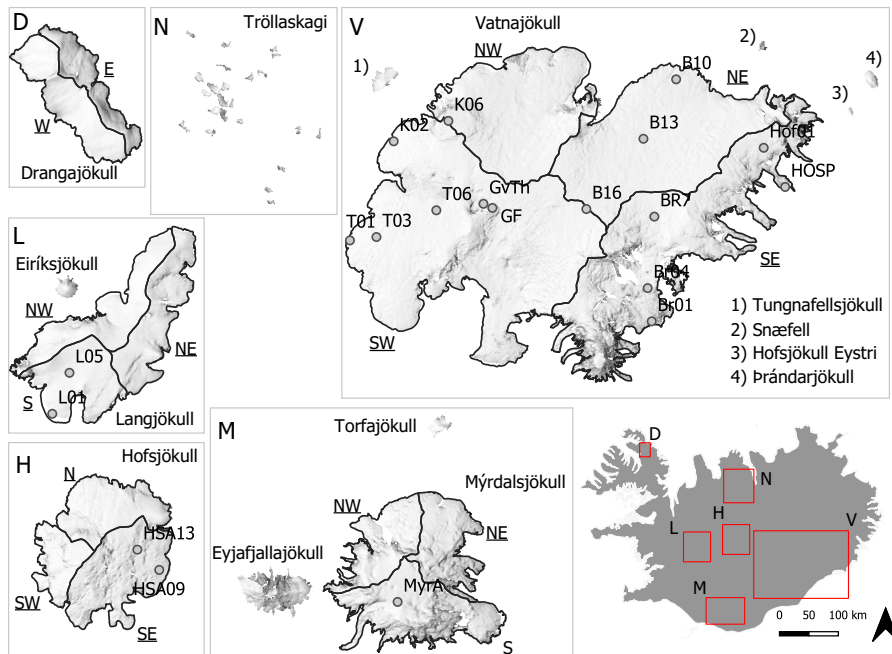 D
E
W
Drangajökull
N
Tröllaskagi
V
Vatnajökull
NW
1)
2)
4)
3)
B10
NE
K06
K02
B13
Hof01
HOSP
GvTh
T06
B16
GF
BR7
T01
T03
SE
Br04
Br01
SW
1) Tungnafellsjökull
2) Snæfell
3) Hofsjökull Eystri
4) Þrándarjökull
L
Eiríksjökull
NW
NE
L05
S
L01
Langjökull
H
Hofsjökull
N
HSA13
HSA09
SW
SE
M
Torfajökull
Mýrdalsjökull
NW
NE
Eyjafjallajökull
MyrA
S
D
N
H
L
V
M
0 50 100 km